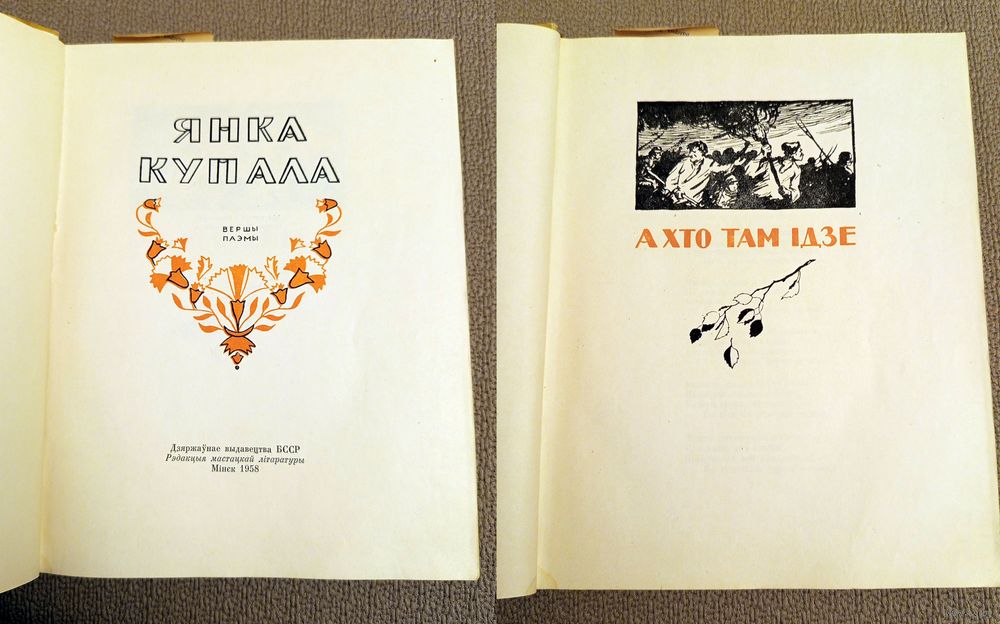 ЯНКА
КУПАЛА
ВЕРШЫ
ПАЭМЫ
Дзяржаўнае выдавецтва БССР
Рэдакцыя мастацкай літаратуры
Мінск 1958
А ХТО ТАМ ІДЗЕ